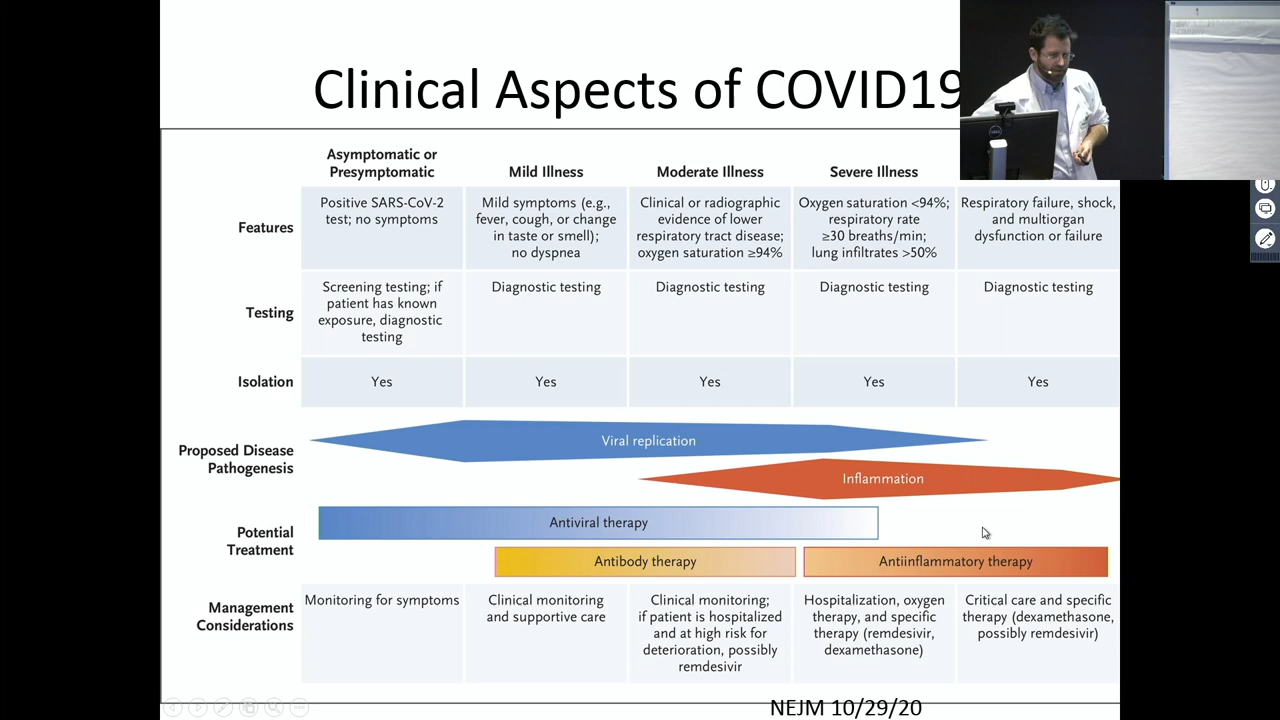 Clinical Aspects of COVID19
Asymptomatic or
Presymptomatic
Mild Illness
Moderate Illness
Severe Illness
Features
Positive SARS-CoV-2
test; no symptoms
Mild symptoms (e.g.,
fever, cough, or change
in taste or smell);
no dyspnea
Clinical or radiographic
evidence of lower
respiratory tract disease;
oxygen saturation ≥94%
Oxygen saturation <94%;
respiratory rate
≥30 breaths/min;
lung infiltrates >50%
Respiratory failure, shock,
and multiorgan
dysfunction or failure
Testing
Screening testing; if
patient has known
exposure, diagnostic
testing
Diagnostic testing
Diagnostic testing
Diagnostic testing
Diagnostic testing
Isolation
Yes
Yes
Yes
Yes
Yes
Proposed Disease
Pathogenesis
Viral replication
Inflammation
Potential
Treatment
Antiviral therapy
Antibody therapy
Antiinflammatory therapy
Management
Considerations
Monitoring for symptoms
Clinical monitoring
and supportive care
Clinical monitoring;
if patient is hospitalized
and at high risk for
deterioration, possibly
remdesivir
Hospitalization, oxygen
therapy, and specific
therapy (remdesivir,
dexamethasone)
Critical care and specific
therapy (dexamethasone,
possibly remdesivir)
NEJM 10/29/20